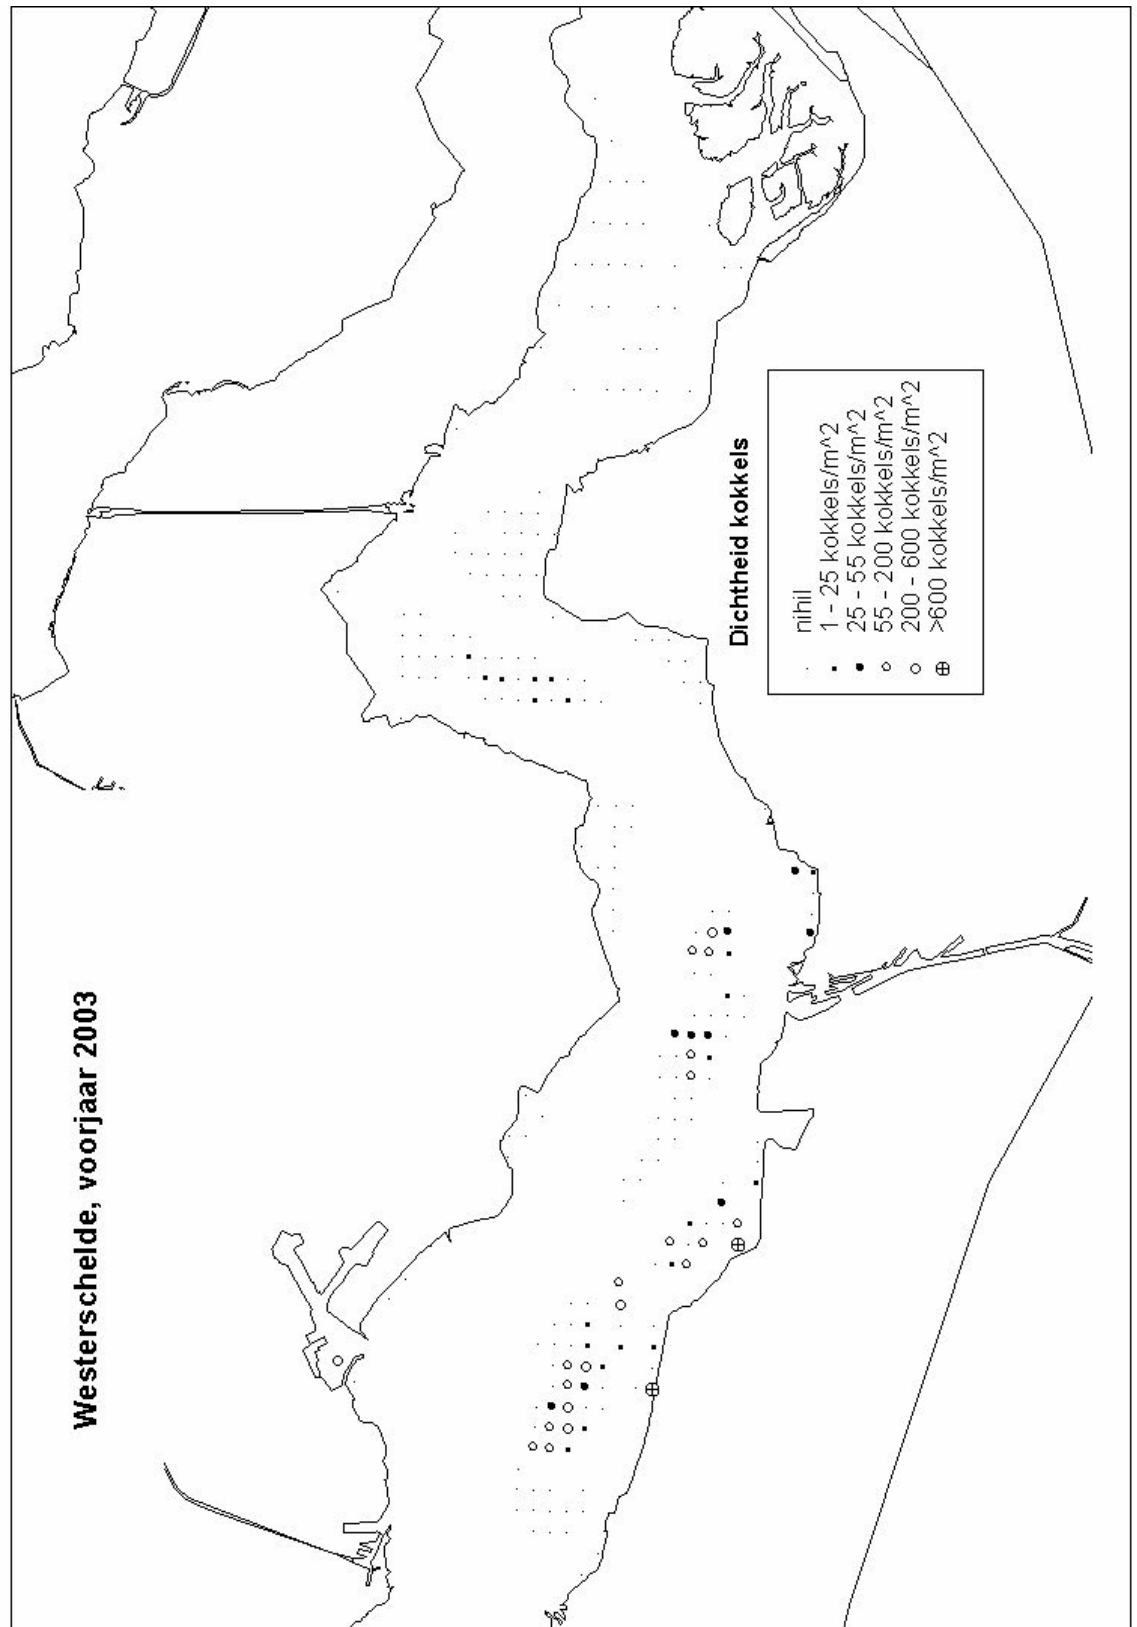 Westerschelde, voorjaar 2003
Dichtheid kokkels
nihil
1 - 25 kokkels/m^2
25 - 55 kokkels/m^2
55 - 200 kokkels/m^2
200 - 600 kokkels/m^2
>600 kokkels/m^2